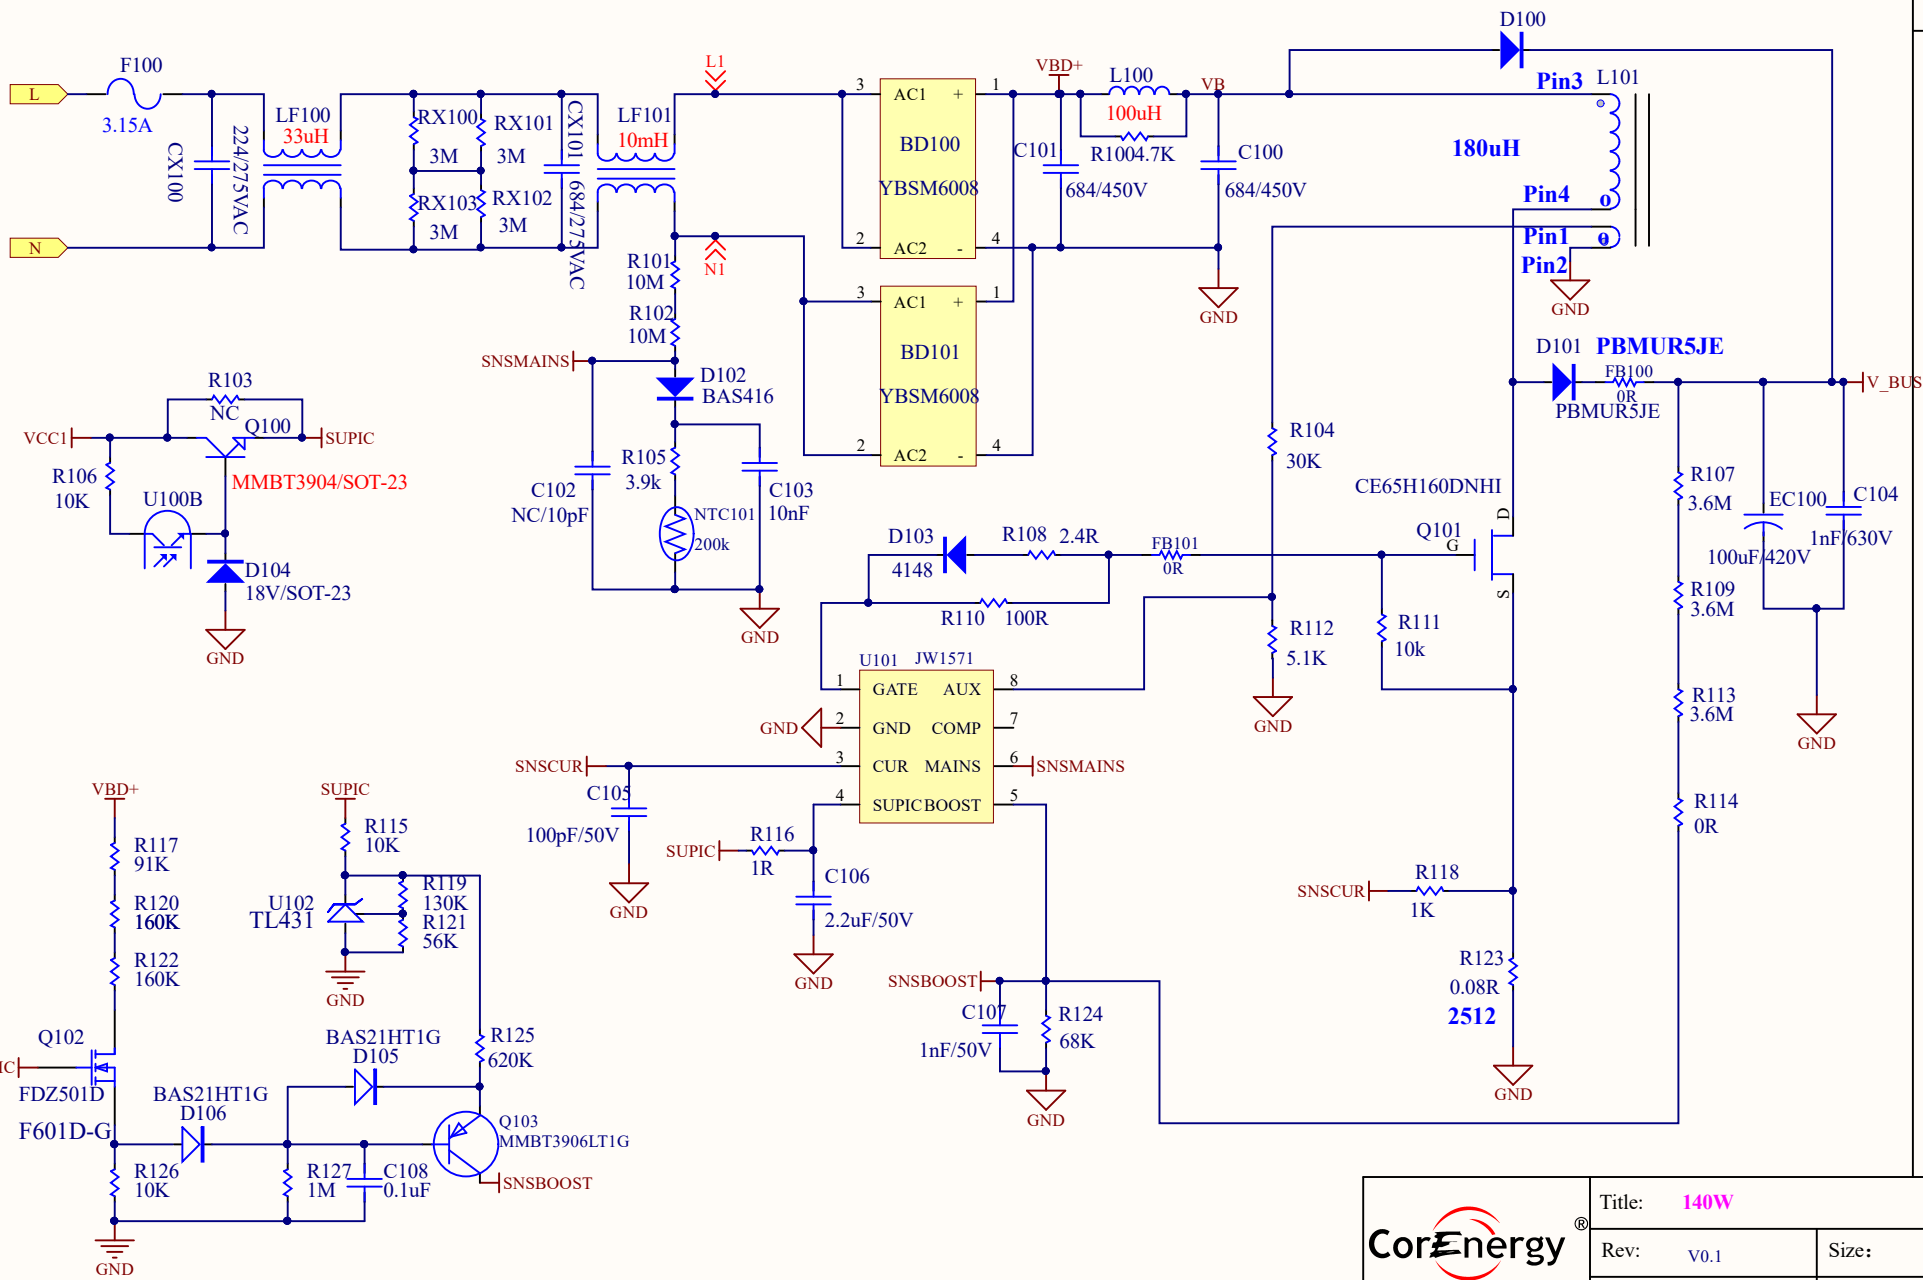 D100
F100
L
3.15A
CX100
224/275VAC
LF100
33uH
RX100
3M
RX101
3M
RX103
3M
RX102
3M
CX101
684/275VAC
LF101
10mH
L1
N
N1
3
AC1
+
1
BD100
YBSM6008
2
AC2
-
4
3
AC1
+
1
BD101
YBSM6008
2
AC2
-
4
VBD+
L100
100uH
R100
4.7K
VB
C101
684/450V
C100
684/450V
GND
Pin3
L101
180uH
Pin4
Pin1
Pin2
GND
D101
PBMUR5JE
FB100
0R
PBMUR5JE
V_BUS
R101
10M
R102
10M
SNSMAINS
D102
BAS416
R105
3.9k
C102
NC/10pF
C103
10nF
NTC101
200k
GND
R103
NC
Q100
VCC1
SUPIC
MMBT3904/SOT-23
R106
10K
U100B
D104
18V/SOT-23
GND
R104
30K
CE65H160DNHI
Q101
D
G
S
D103
4148
R108
2.4R
FB101
0R
R110
100R
R112
5.1K
GND
R111
10k
R107
3.6M
EC100
100uF/420V
C104
1nF/630V
R109
3.6M
R113
3.6M
GND
R114
0R
U101
JW1571
1
GATE
AUX
8
GND
2
GND
COMP
7
SNSCUR
3
CUR
MAINS
6
SNSMAINS
4
SUPIC
BOOST
5
C105
100pF/50V
GND
SUPIC
R116
1R
C106
2.2uF/50V
GND
SNSCUR
R118
1K
R123
0.08R
2512
GND
SNSBOOST
C107
1nF/50V
R124
68K
GND
VBD+
R117
91K
R120
160K
R122
160K
Q102
IC
FDZ501D
F601D-G
R126
10K
GND
SUPIC
R115
10K
U102
TL431
R119
130K
R121
56K
GND
BAS21HT1G
D105
R125
620K
BAS21HT1G
D106
Q103
MMBT3906LT1G
SNSBOOST
R127
1M
C108
0.1uF
CorEnergy ®
Title:
140W
Rev:
V0.1
Size: